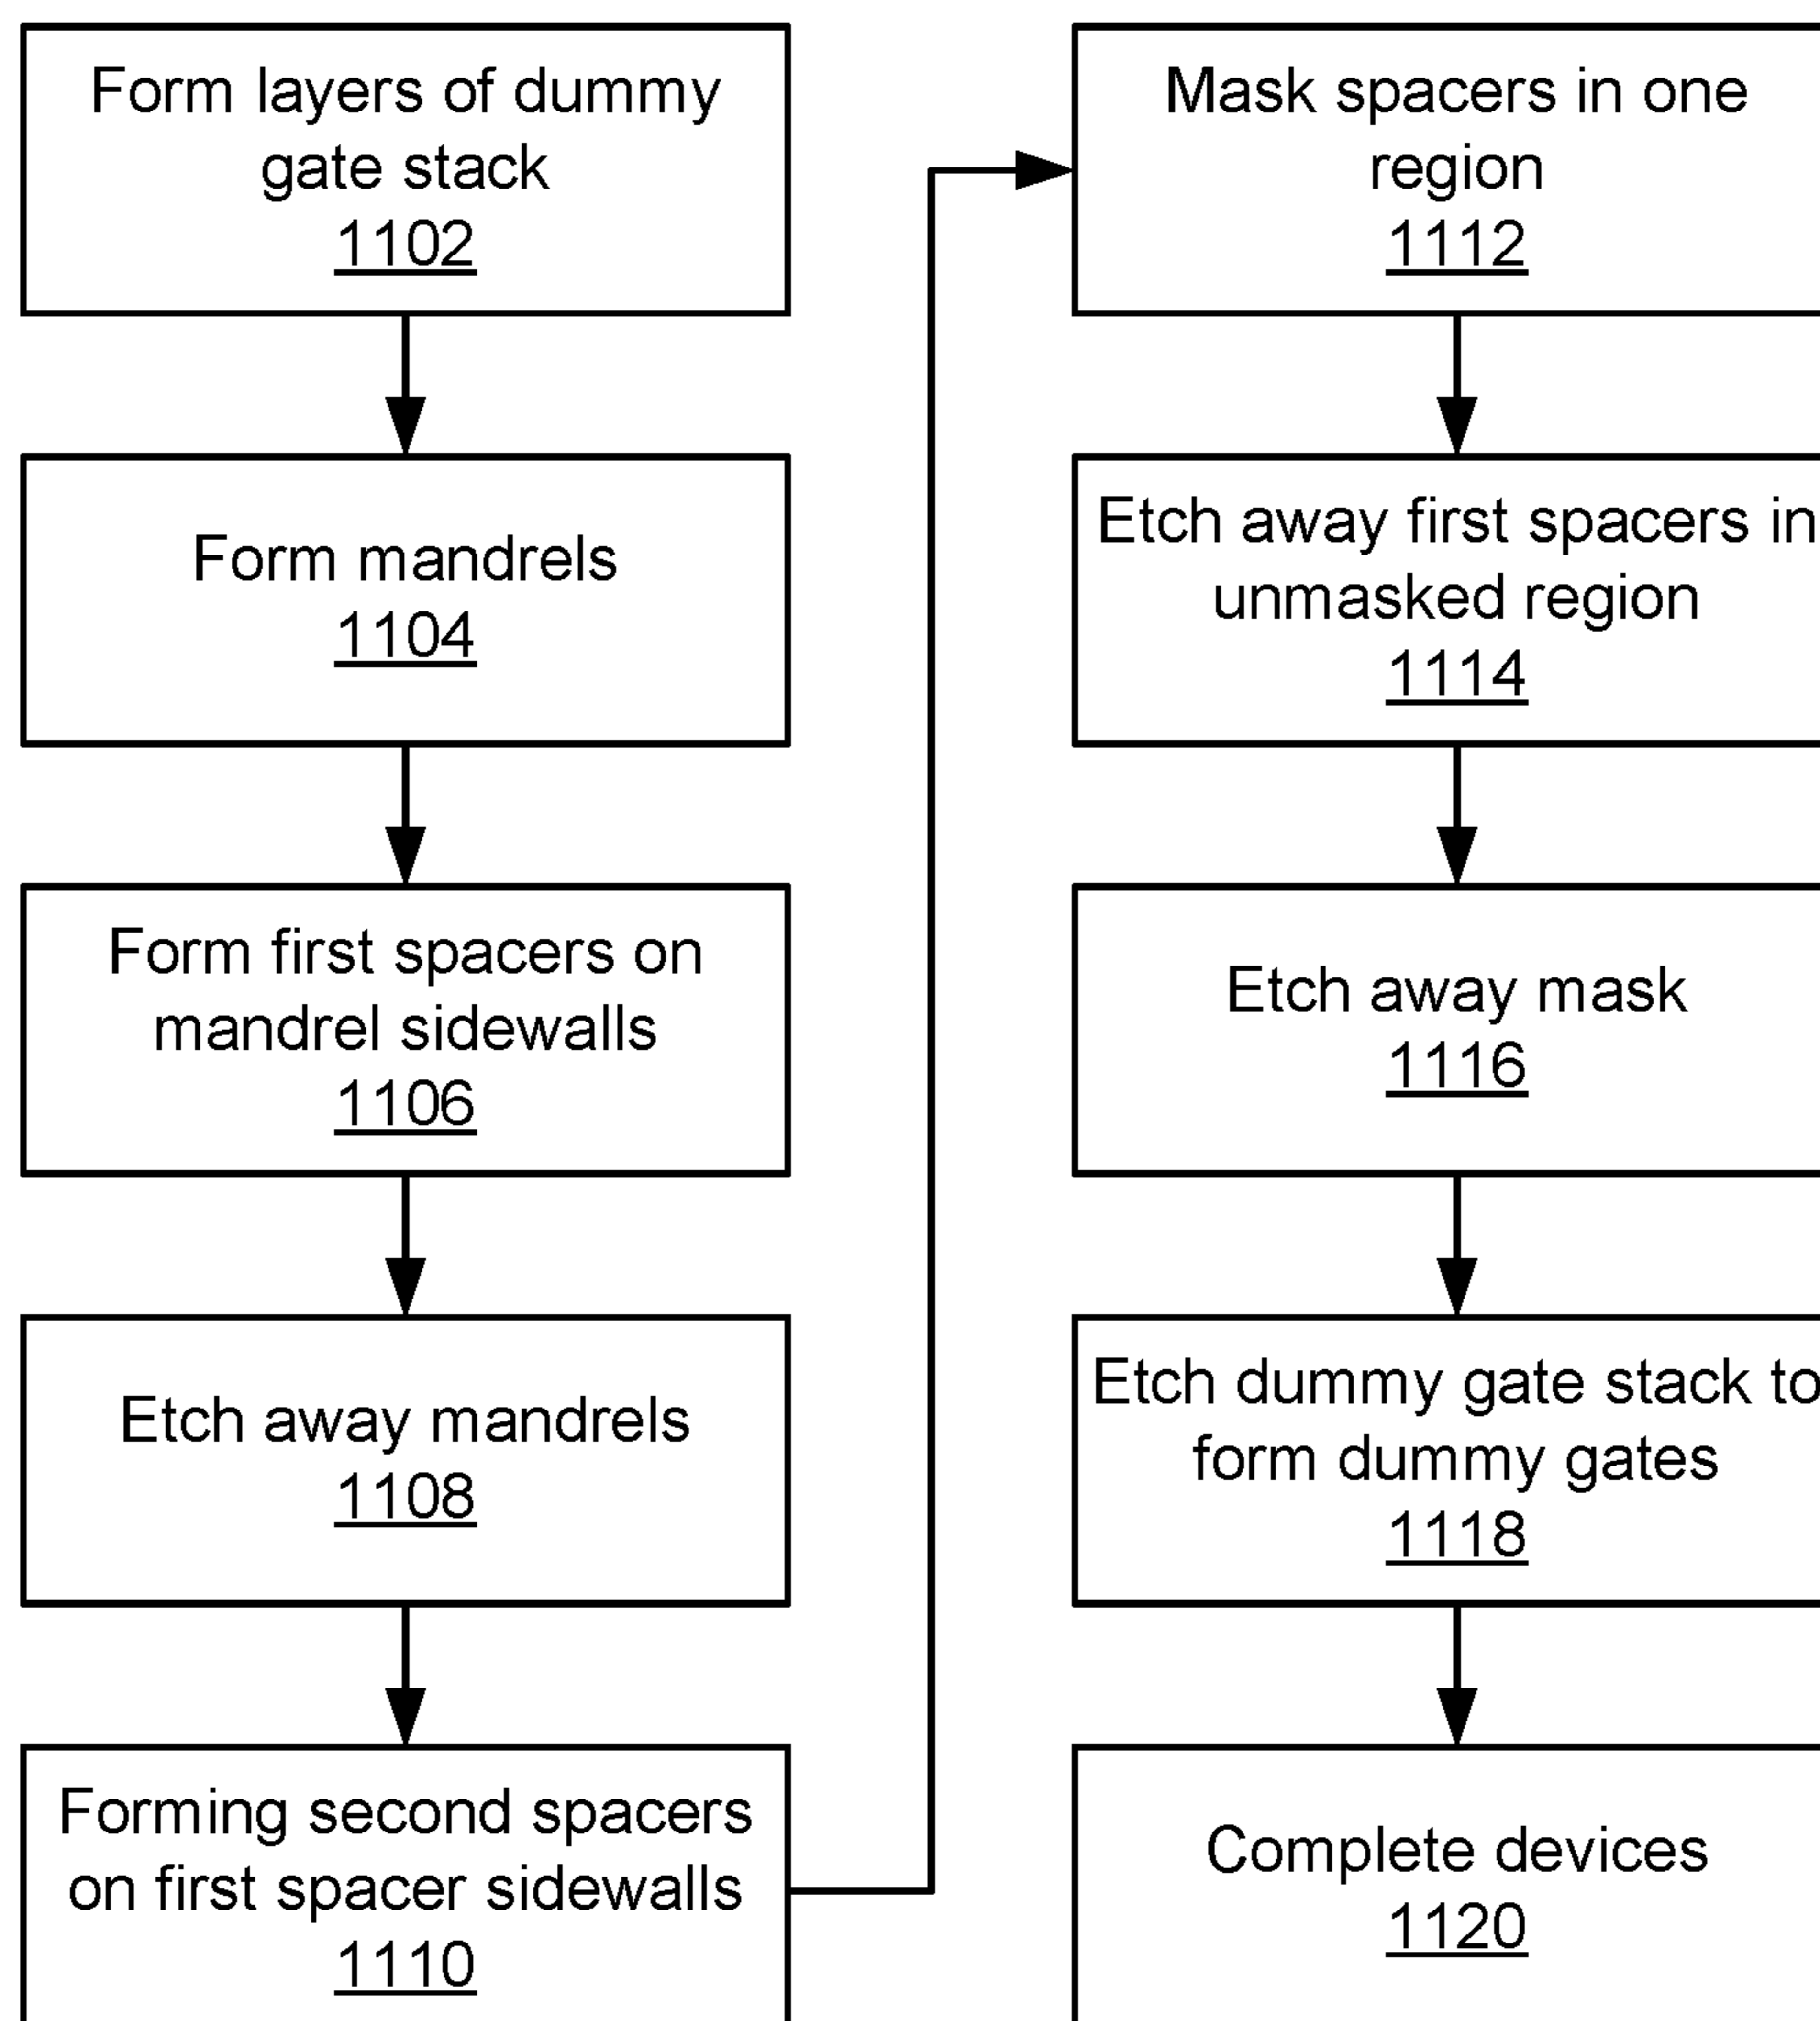 Form layers of dummy
gate stack
1102
Form mandrels
1104
Form first spacers on
mandrel sidewalls
1106
Etch away mandrels
1108
Forming second spacers
on first spacer sidewalls
1110
Mask spacers in one
region
1112
Etch away first spacers in
unmasked region
1114
Etch away mask
1116
Etch dummy gate stack to
form dummy gates
1118
Complete devices
1120